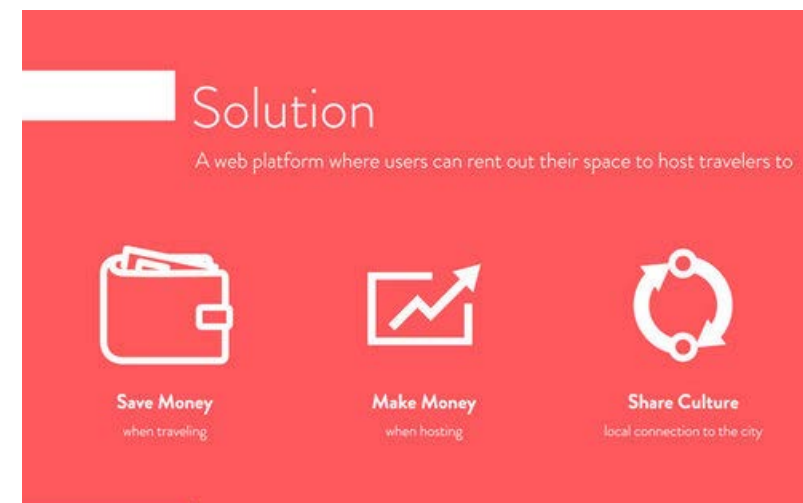 Solution
A web platform where users can rent out their space to host travelers to
Save Money
when traveling
Make Money
when hosting
Share Culture
local connection to the city